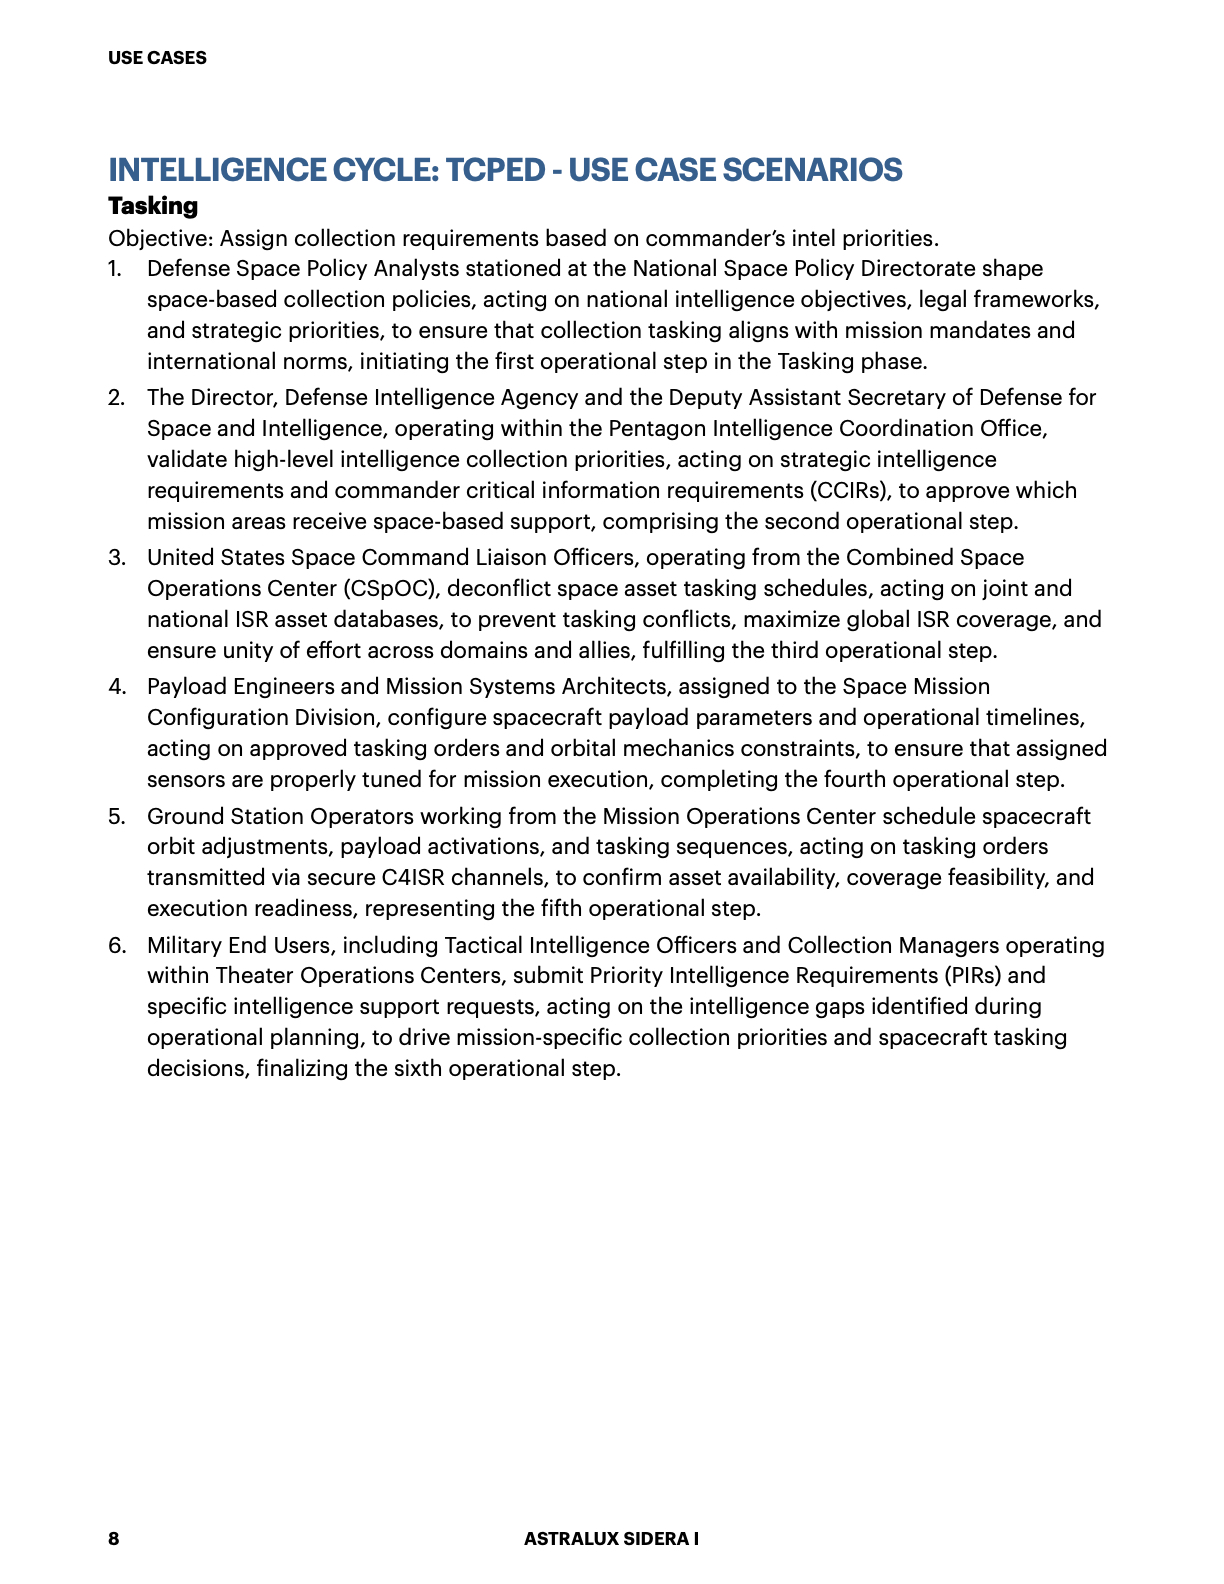 USE CASES
INTELLIGENCE CYCLE: TCPED - USE CASE SCENARIOS
Tasking
Objective: Assign collection requirements based on commander’s intel priorities.
1. Defense Space Policy Analysts stationed at the National Space Policy Directorate shape
space-based collection policies, acting on national intelligence objectives, legal frameworks,
and strategic priorities, to ensure that collection tasking aligns with mission mandates and
international norms, initiating the first operational step in the Tasking phase.
2. The Director, Defense Intelligence Agency and the Deputy Assistant Secretary of Defense for
Space and Intelligence, operating within the Pentagon Intelligence Coordination Office,
validate high-level intelligence collection priorities, acting on strategic intelligence
requirements and commander critical information requirements (CCIRs), to approve which
mission areas receive space-based support, comprising the second operational step.
3. United States Space Command Liaison Officers, operating from the Combined Space
Operations Center (CSpOC), deconflict space asset tasking schedules, acting on joint and
national ISR asset databases, to prevent tasking conflicts, maximize global ISR coverage, and
ensure unity of effort across domains and allies, fulfilling the third operational step.
4. Payload Engineers and Mission Systems Architects, assigned to the Space Mission
Configuration Division, configure spacecraft payload parameters and operational timelines,
acting on approved tasking orders and orbital mechanics constraints, to ensure that assigned
sensors are properly tuned for mission execution, completing the fourth operational step.
5. Ground Station Operators working from the Mission Operations Center schedule spacecraft
orbit adjustments, payload activations, and tasking sequences, acting on tasking orders
transmitted via secure C4ISR channels, to confirm asset availability, coverage feasibility, and
execution readiness, representing the fifth operational step.
6. Military End Users, including Tactical Intelligence Officers and Collection Managers operating
within Theater Operations Centers, submit Priority Intelligence Requirements (PIRs) and
specific intelligence support requests, acting on the intelligence gaps identified during
operational planning, to drive mission-specific collection priorities and spacecraft tasking
decisions, finalizing the sixth operational step.
8 ASTRALUX SIDERA I